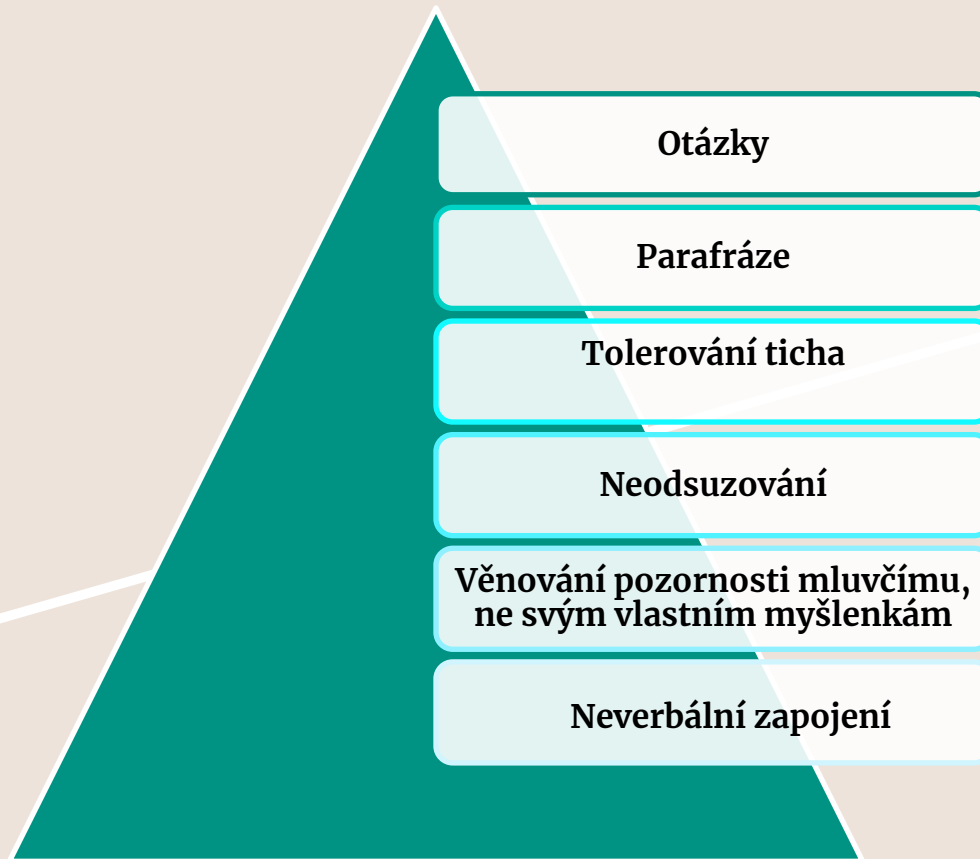 Otázky
Parafráze
Tolerování ticha
Neodsuzování
Věnování pozornosti mluvčímu,
ne svým vlastním myšlenkám
Neverbální zapojení